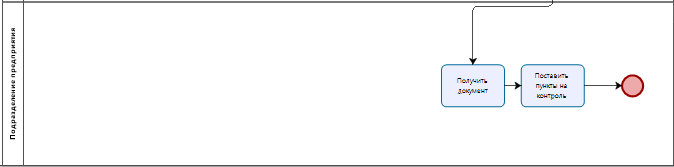 Подразделение предприятия
Получить
документ
Поставить
пункты на
контроль